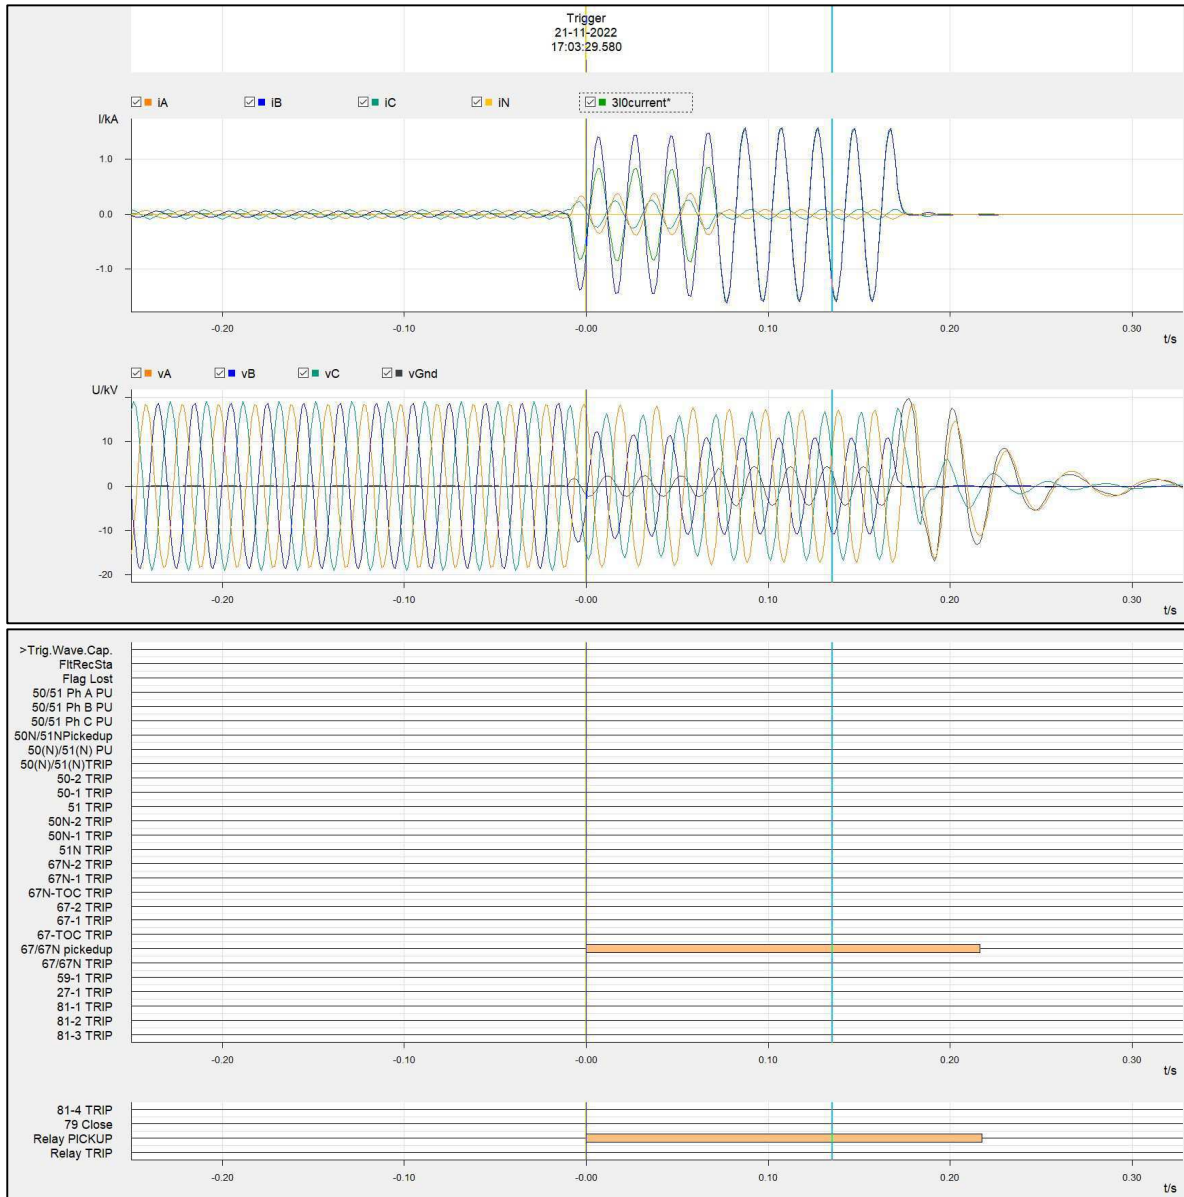 Trigger
21-11-2022
17:03:29.580
iA iB iC iN 3I0current*
I/kA
1.0
0.0
-1.0
-0.20 -0.10 -0.00 0.10 0.20 0.30
t/s
vA vB vC vGnd
U/kV
10
0
-10
-20
-0.20 -0.10 -0.00 0.10 0.20 0.30
t/s
>Trig.Wave.Cap.
FltRecSta
Flag Lost
50/51 Ph A PU
50/51 Ph B PU
50/51 Ph C PU
50N/51NPickedup
50(N)/51(N) PU
50(N)/51(N)TRIP
50-2 TRIP
50-1 TRIP
51 TRIP
50N-2 TRIP
50N-1 TRIP
51N TRIP
67N-2 TRIP
67N-1 TRIP
67N-TOC TRIP
67-2 TRIP
67-1 TRIP
67-TOC TRIP
67/67N pickedup
67/67N TRIP
59-1 TRIP
27-1 TRIP
81-1 TRIP
81-2 TRIP
81-3 TRIP
-0.20 -0.10 -0.00 0.10 0.20 0.30
t/s
81-4 TRIP
79 Close
Relay PICKUP
Relay TRIP
-0.20 -0.10 -0.00 0.10 0.20 0.30
t/s